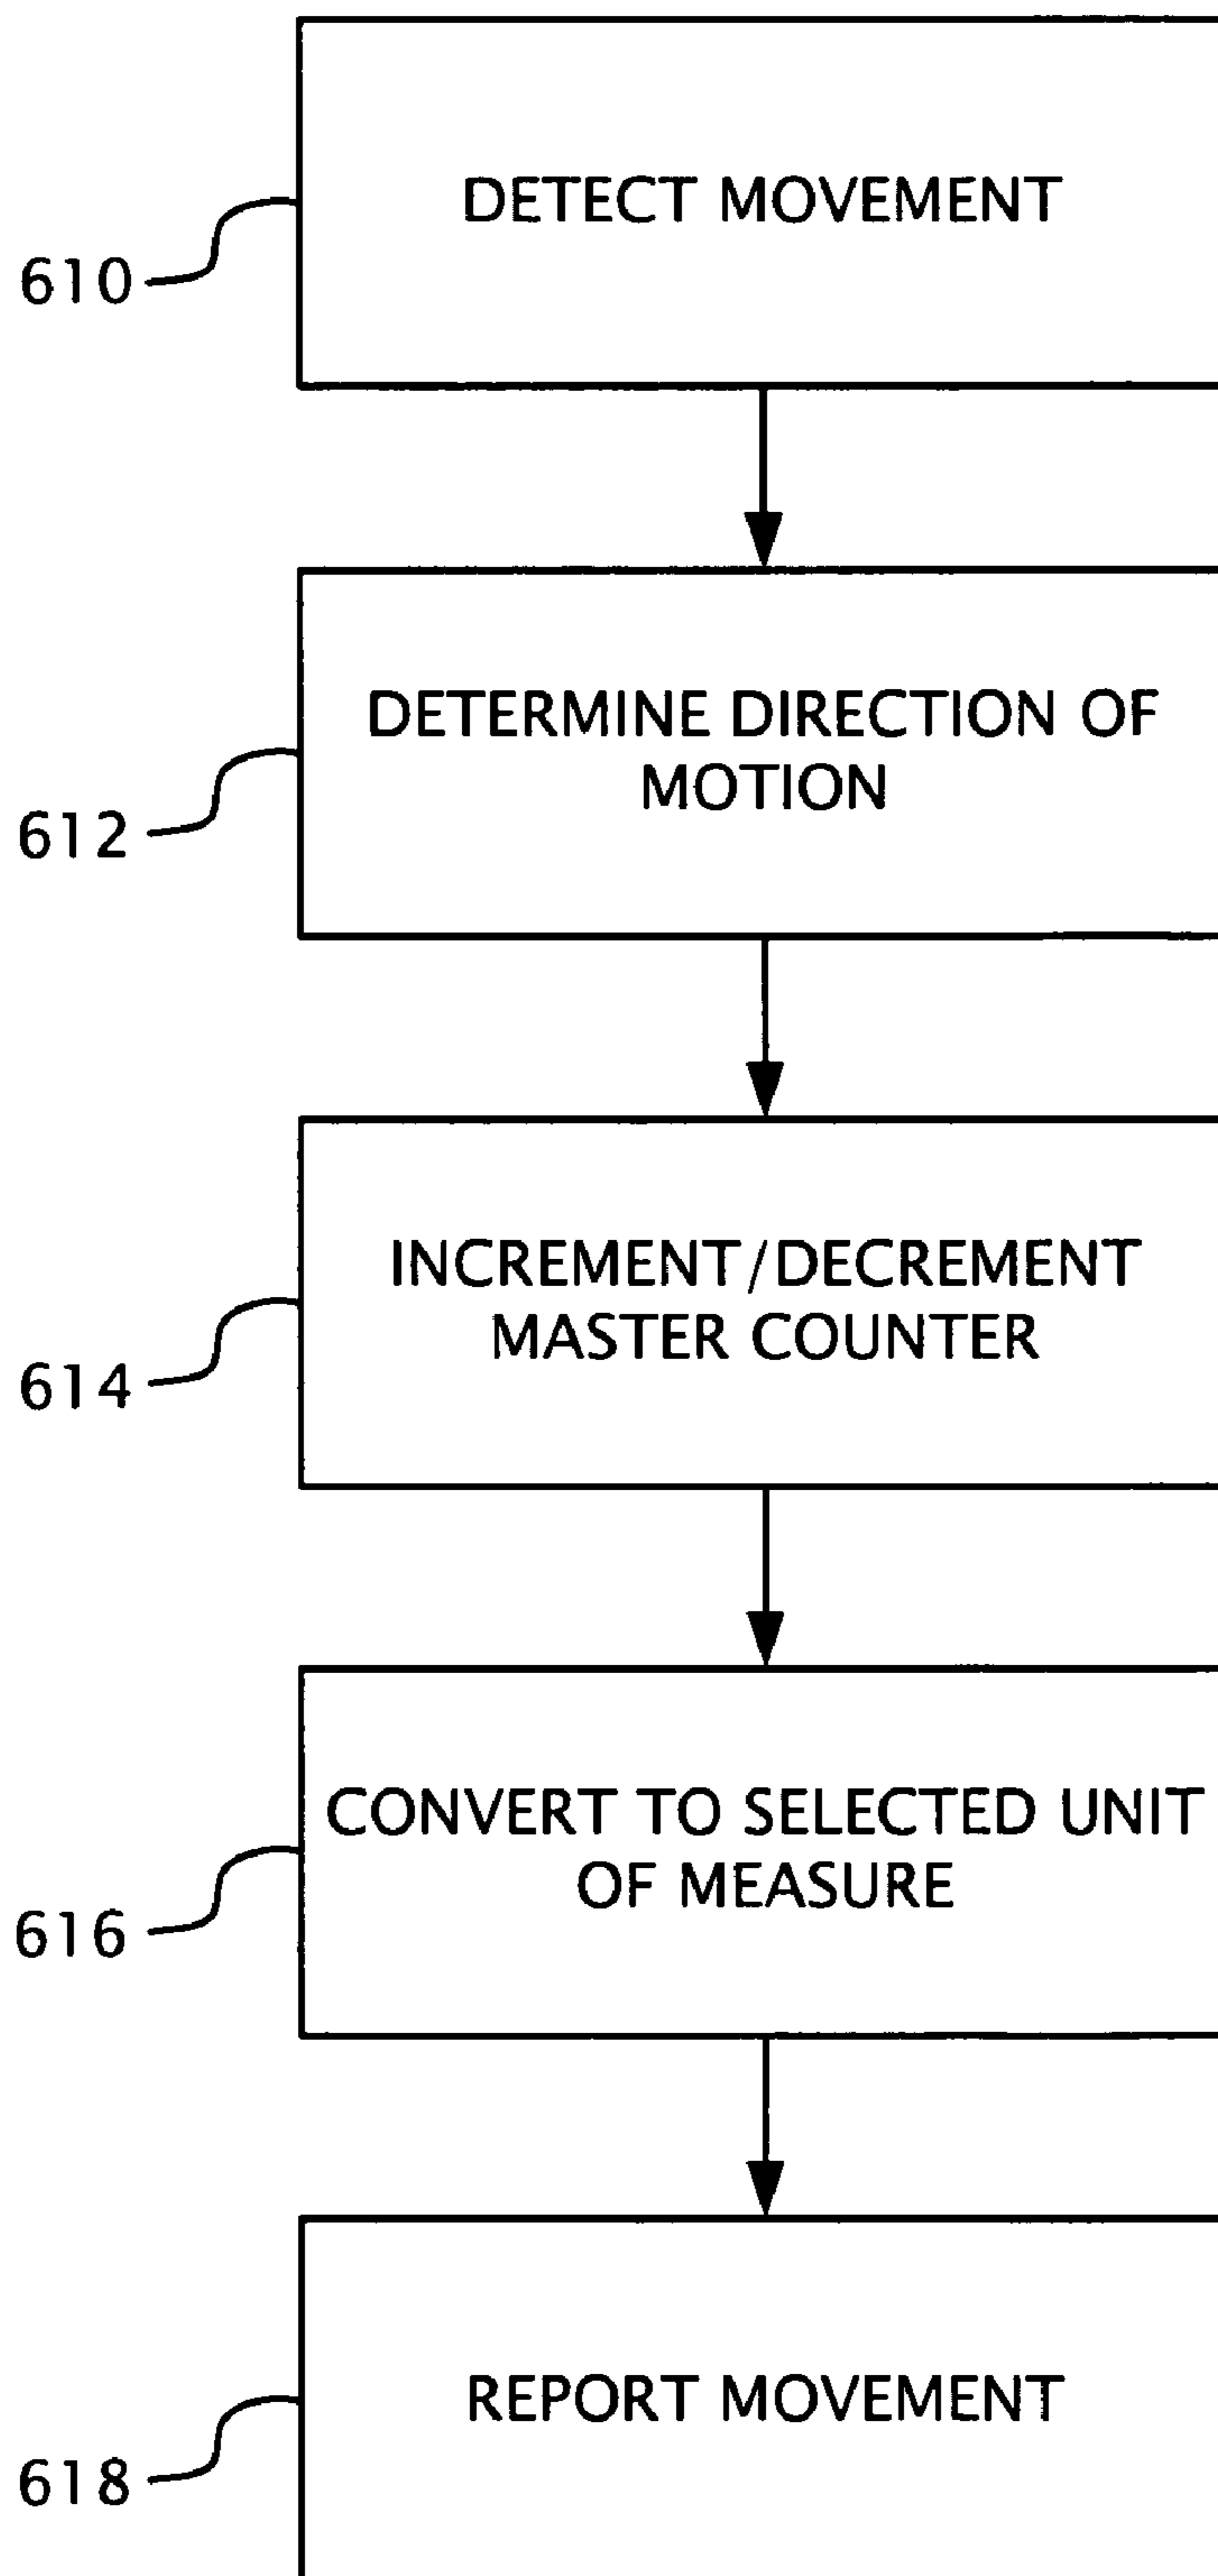 DETECT MOVEMENT
610
DETERMINE DIRECTION OF
MOTION
612
INCREMENT/DECREMENT
MASTER COUNTER
614
CONVERT TO SELECTED UNIT
OF MEASURE
616
REPORT MOVEMENT
618